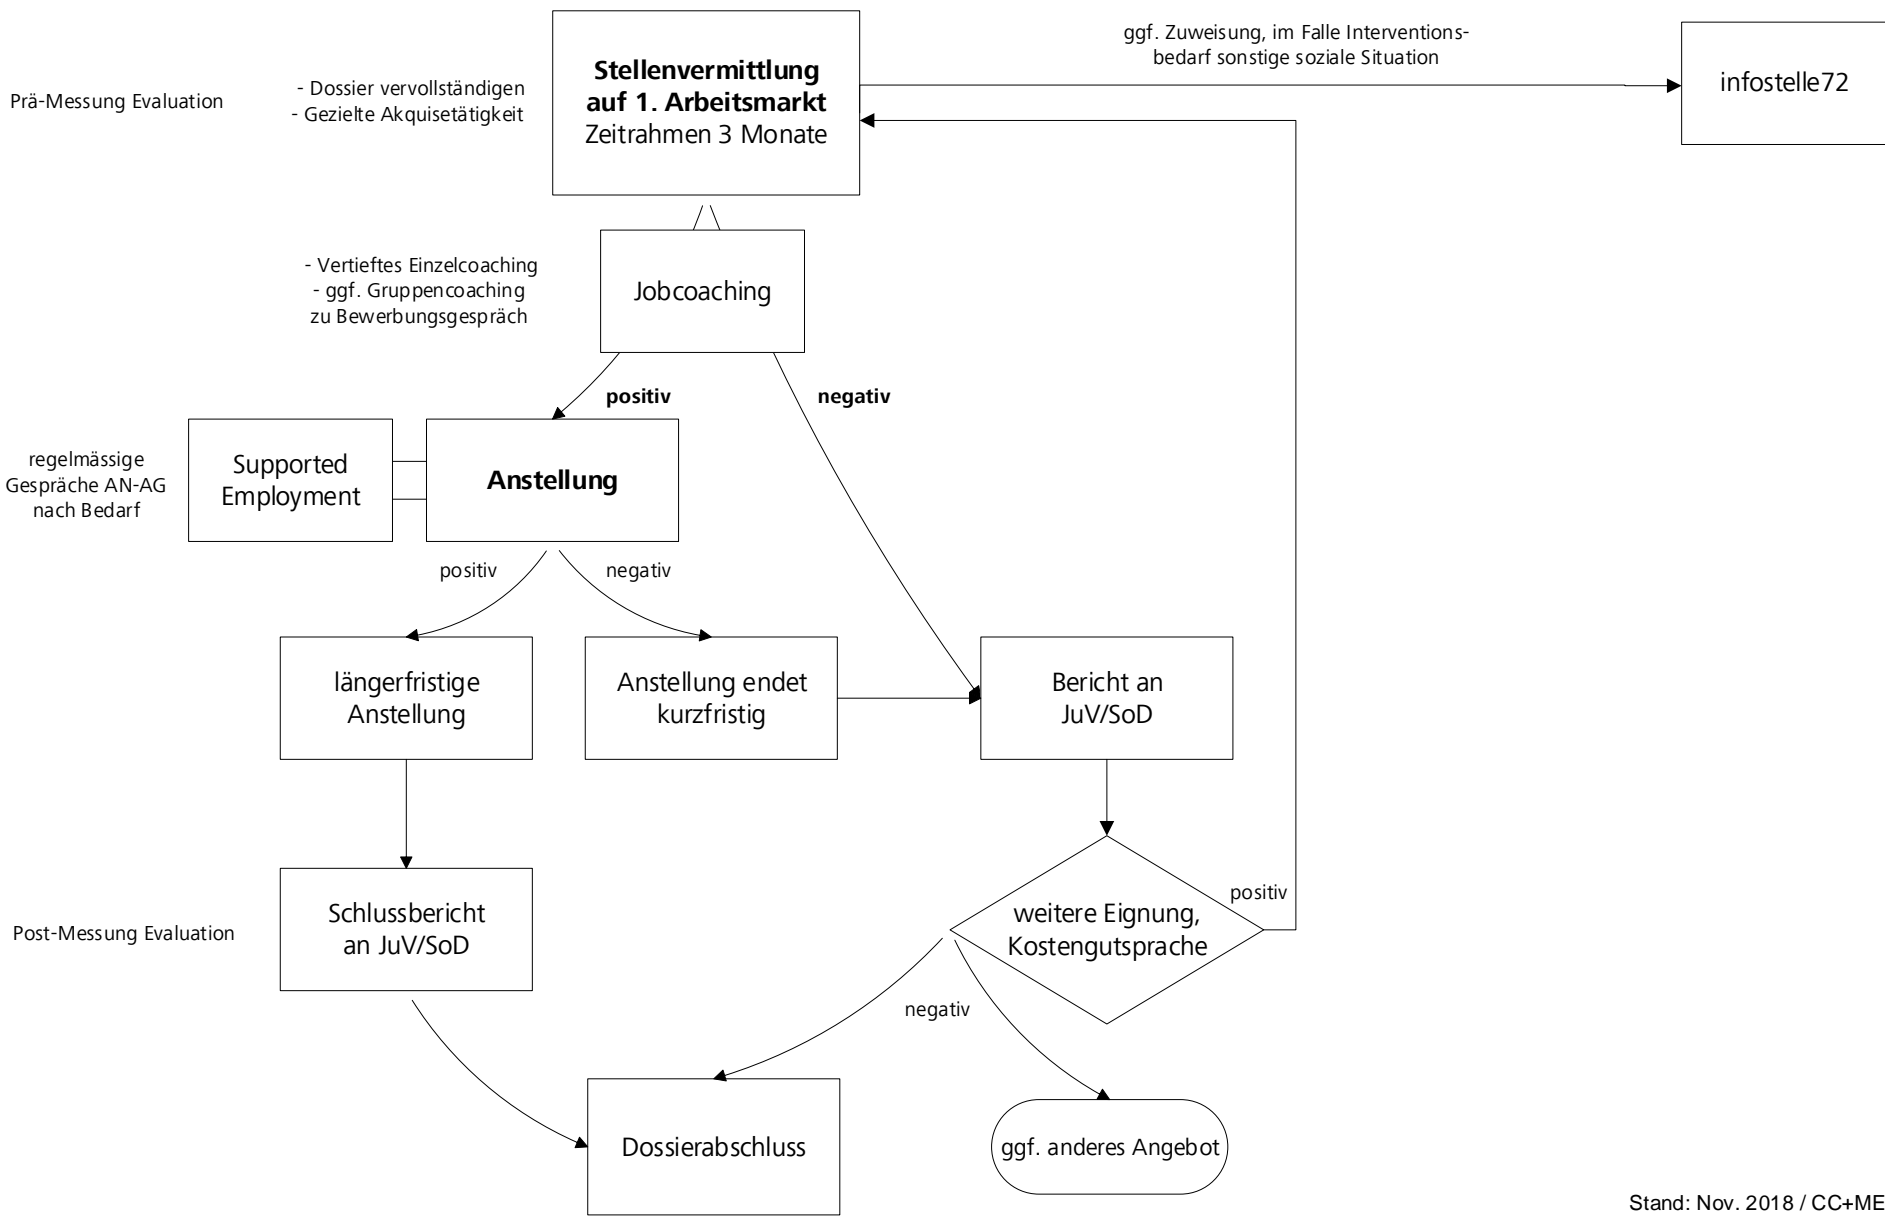 ggf. Zuweisung, im Falle Interventions-
bedarf sonstige soziale Situation
infostelle72
Stellenvermittlung
auf 1. Arbeitsmarkt
Zeitrahmen 3 Monate
- Dossier vervollständigen
- Gezielte Akquisetätigkeit
Prä-Messung Evaluation
- Vertieftes Einzelcoaching
- ggf. Gruppencoaching
zu Bewerbungsgespräch
Jobcoaching
positiv
negativ
regelmässige
Gespräche AN-AG
nach Bedarf
Supported
Employment
Anstellung
positiv
negativ
längerfristige
Anstellung
Anstellung endet
kurzfristig
Bericht an
JuV/SoD
positiv
Post-Messung Evaluation
Schlussbericht
an JuV/SoD
weitere Eignung,
Kostengutsprache
negativ
Dossierabschluss
ggf. anderes Angebot
Stand: Nov. 2018 / CC+ME